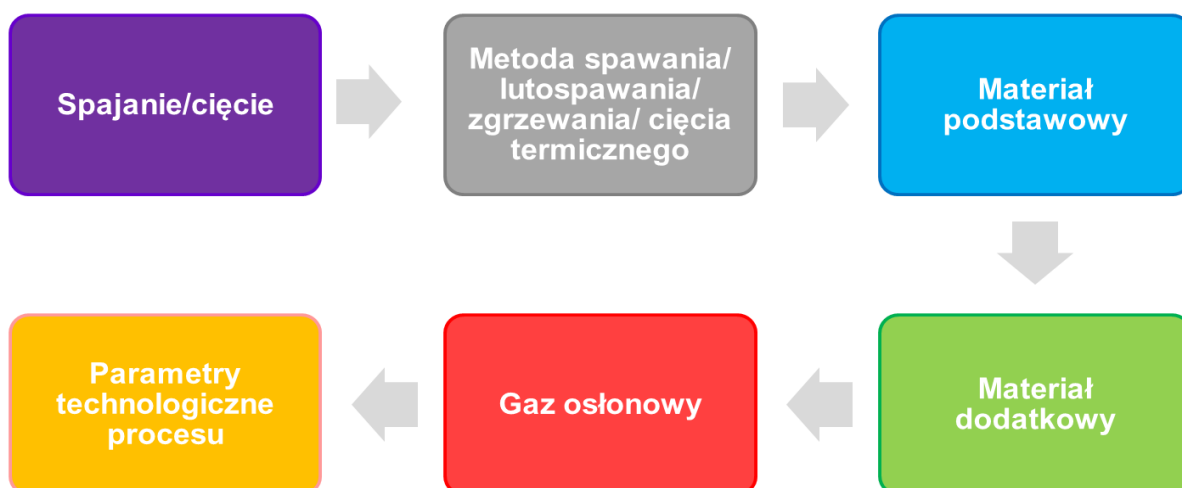 Spajanie/cięcie
Metoda spawania/
lutospawania/
zgrzewania/ cięcia
termicznego
Materiał
podstawowy
Materiał
dodatkowy
Gaz osłonowy
Parametry
technologiczne
procesu